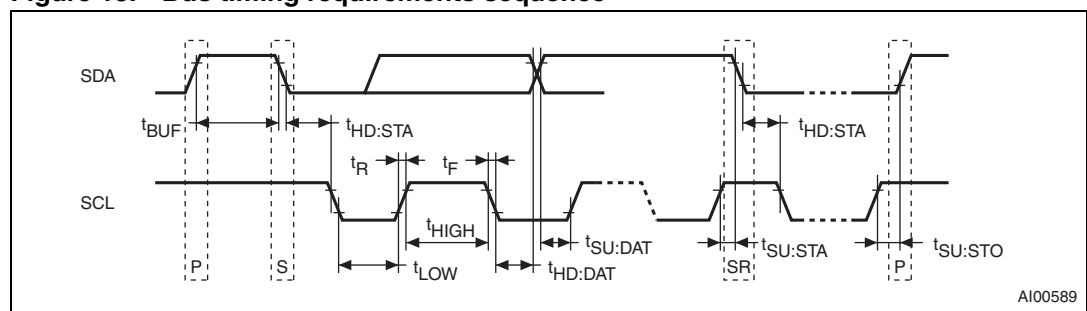 Figure 13. Bus timing requirements sequence
SDA
tBUF
tHD:STA
tHD:STA
tR
tF
SCL
tHIGH
tSU:DAT
tSU:STA
tSU:STO
tLOW
tHD:DAT
P
S
SR
P
AI00589